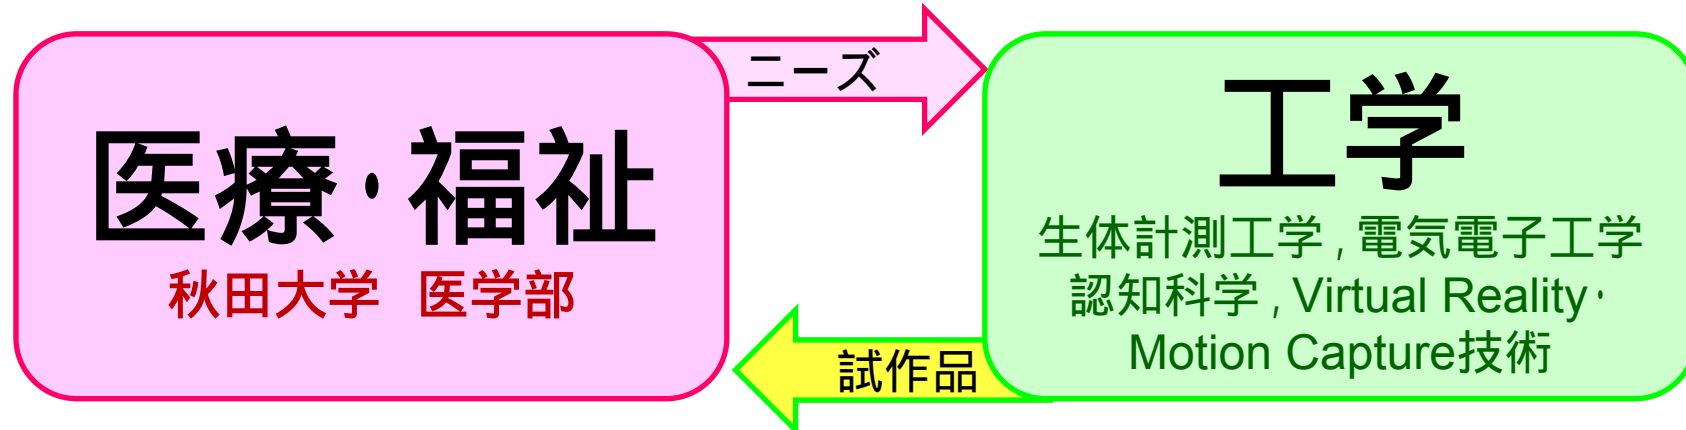 医療・福祉
秋田大学　医学部
ニーズ
工学
生体計測工学, 電気電子工学
認知科学, Virtual Reality・
Motion Capture技術
試作品